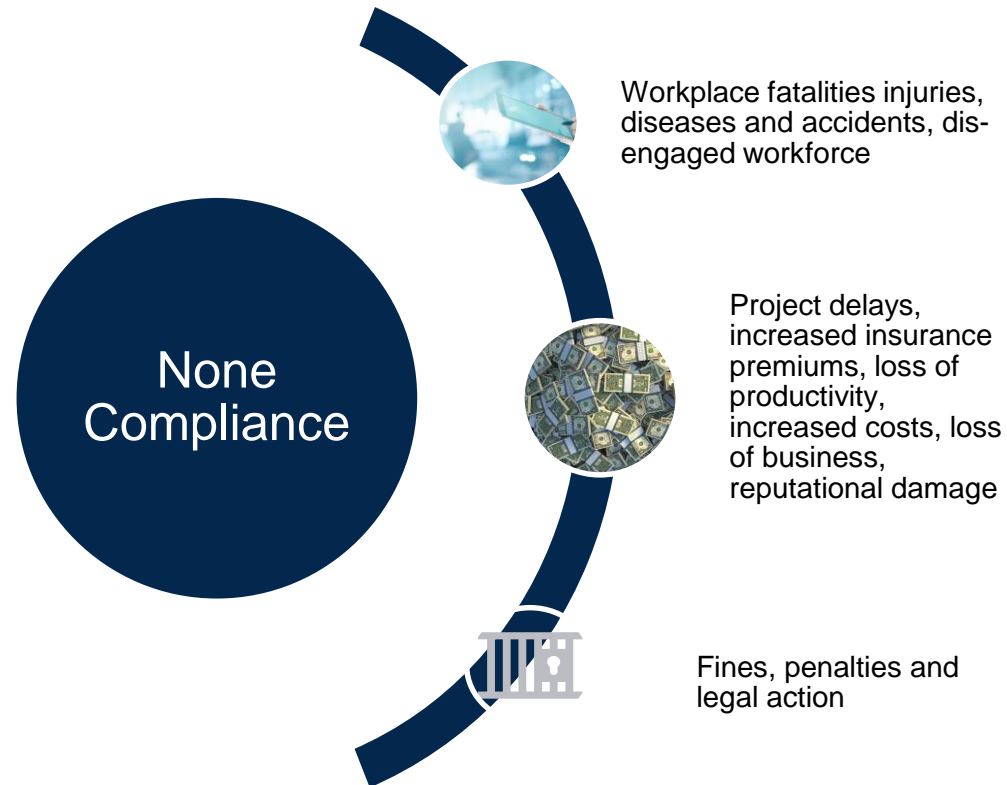 None
Compliance
Workplace fatalities injuries,
diseases and accidents, dis-
engaged workforce
Project delays,
increased insurance
premiums, loss of
productivity,
increased costs, loss
of business,
reputational damage
Fines, penalties and
legal action